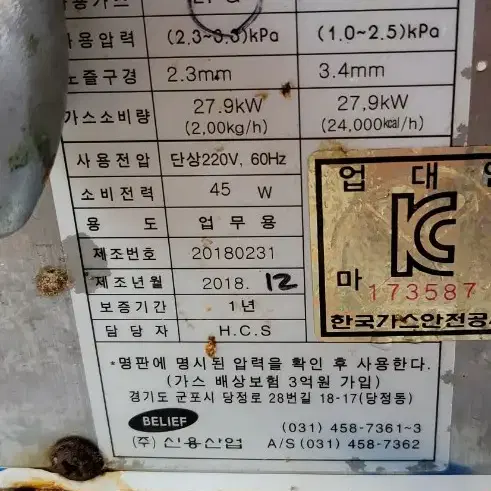 사용압력 (2.3~3.3)kPa (1.0~2.5)kPa
노즐구경 2.3mm 3.4mm
가스소비량 27.9kW (2,00kg/h) 27,9kW (24,000kcal/h)
사용전압 단상220V, 60Hz
소비전력 45 W
용 도 업 무 용
제조번호 20180231
제조년월 2018. 12
보증기간 1년
담 당 자 H.C.S
업 대
KC
마 173587
한국가스안전공
*명판에 명시된 압력을 확인 후 사용한다.
(가스 배상보험 3억원 가입)
경기도 군포시 당정로 28번길 18-17(당정동)
BELIEF (031) 458-7361~3
(주) 신용산업 A/S (031) 458-7362